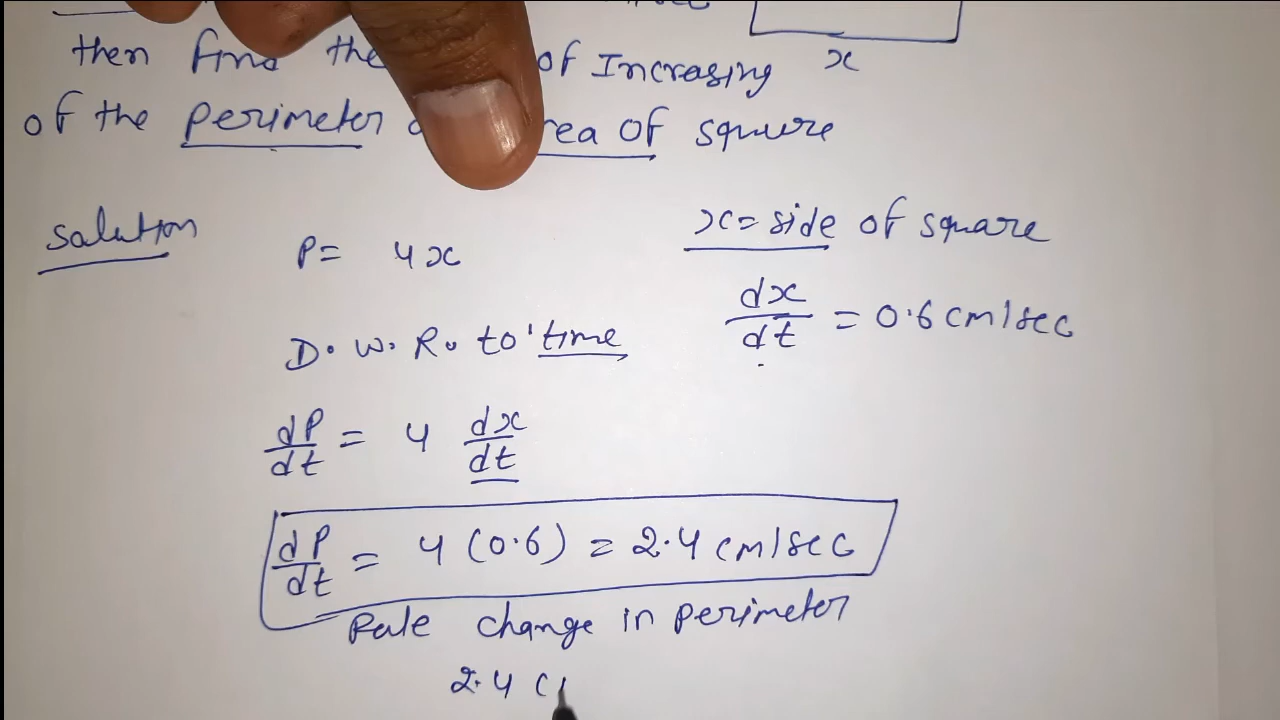 then find the of Increasing x
of the perimeter rea of square
solution
x = side of square
P = 4x
dx/dt = 0.6 cm/sec
D. W. R. to 'time
dP/dt = 4 dx/dt
dP/dt = 4 (0.6) = 2.4 cm/sec
Rate change in perimeter
2.4 c